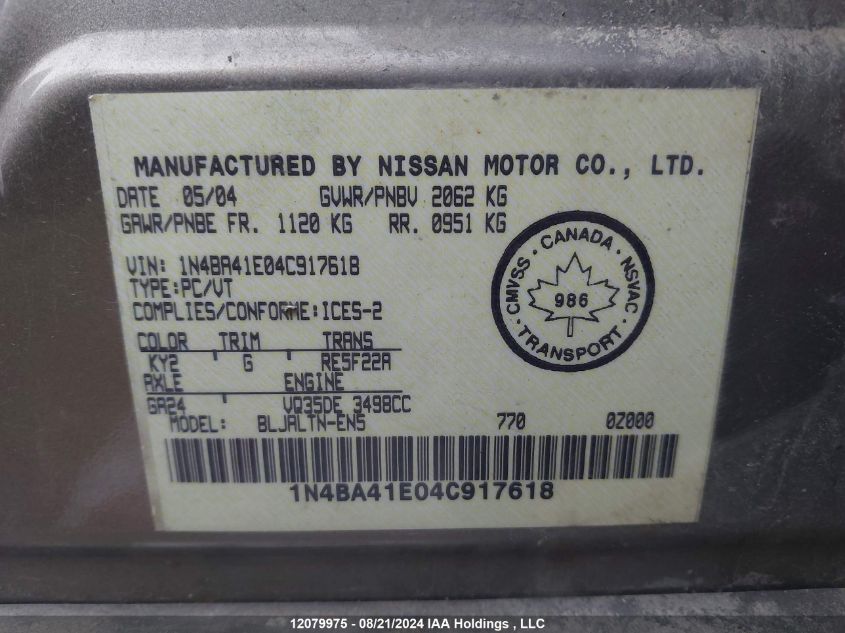 MANUFACTURED BY NISSAN MOTOR CO., LTD.
DATE 05/04 GVWR/PNBV 2062 KG
GAWR/PNBE FR. 1120 KG RR. 0951 KG
VIN: 1N4BA41E04C917618
TYPE:PC/VT
COMPLIES/CONFORME:ICES-2
CMVSS · CANADA · NSVAC · TRANSPORT ·
986
COLOR TRIM TRANS
KY2 ' G ' RE5F22A
AXLE ENGINE
GA24 ' VQ35DE 3498CC
MODEL: BLJALTN-EN5 770 0Z000
1N4BA41E04C917618
12079975 - 08/21/2024 IAA Holdings , LLC